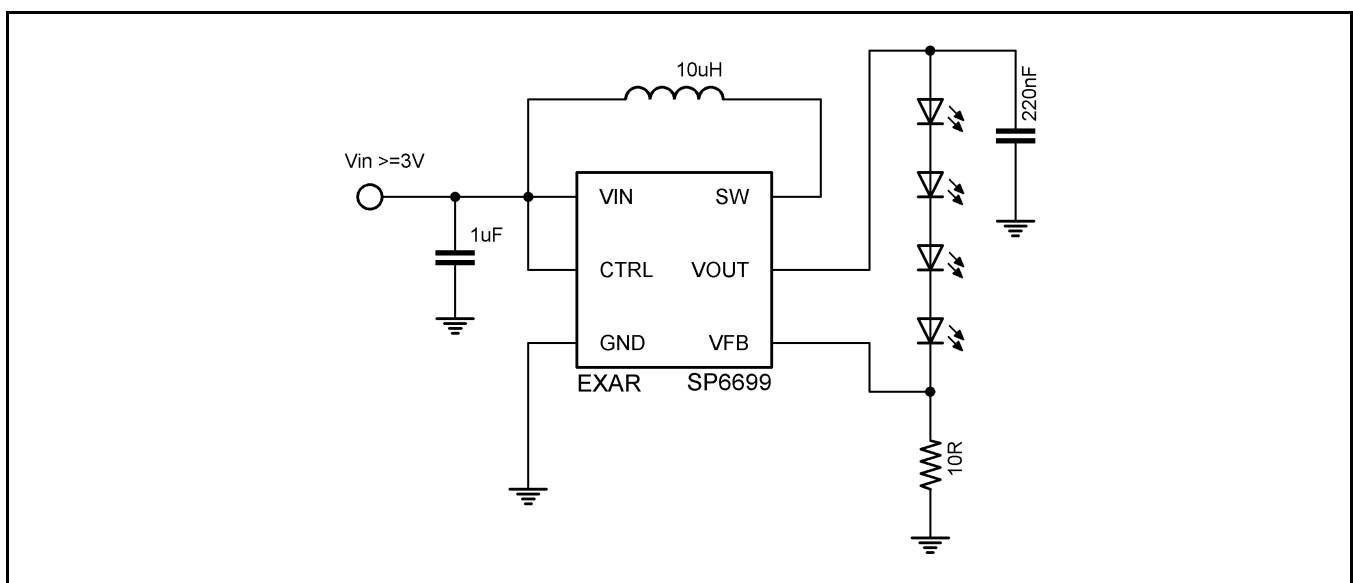 10uH
220nF
Vin >=3V
VIN
SW
1uF
CTRL
VOUT
GND
VFB
EXAR
SP6699
10R